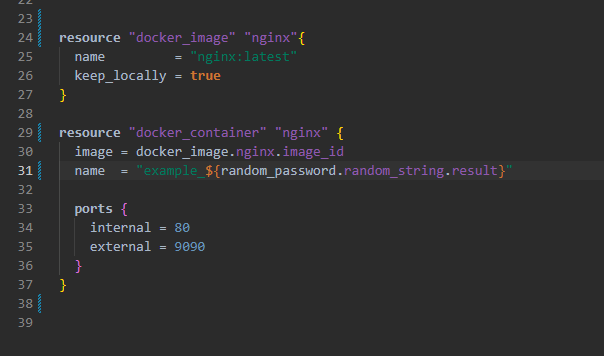 22
23
24 resource "docker_image" "nginx"{
25   name         = "nginx:latest"
26   keep_locally = true
27 }
28
29 resource "docker_container" "nginx" {
30   image = docker_image.nginx.image_id
31   name  = "example_${random_password.random_string.result}"
32
33   ports {
34     internal = 80
35     external = 9090
36   }
37 }
38
39